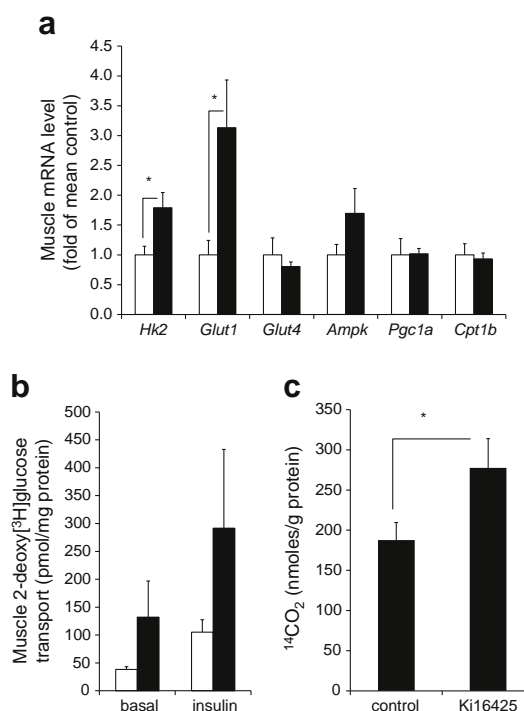 a
Muscle mRNA level
(fold of mean control)
4.5
4.0
3.5
3.0
2.5
2.0
1.5
1.0
0.5
0.0
*
*
Hk2 Glut1 Glut4 Ampk Pgc1a Cpt1b
b
Muscle 2-deoxy[³H]glucose
transport (pmol/mg protein)
500
450
400
350
300
250
200
150
100
50
0
basal insulin
c
¹⁴CO₂ (nmoles/g protein)
350
300
250
200
150
100
50
0
*
control Ki16425